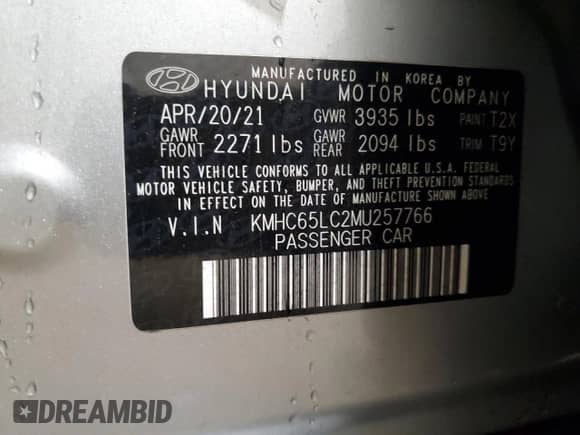 MANUFACTURED IN KOREA BY
HYUNDAI MOTOR COMPANY
APR/20/21 GVWR 3935 lbs PAINT T2X
GAWR FRONT 2271 lbs GAWR REAR 2094 lbs TRIM T9Y
THIS VEHICLE CONFORMS TO ALL APPLICABLE U.S.A. FEDERAL
MOTOR VEHICLE SAFETY, BUMPER, AND THEFT PREVENTION STANDARDS
IN EFFECT ON THE DATE OF MANUFACTURE SHOWN ABOVE.
V.I.N KMHC65LC2MU257766
PASSENGER CAR
DREAMBID